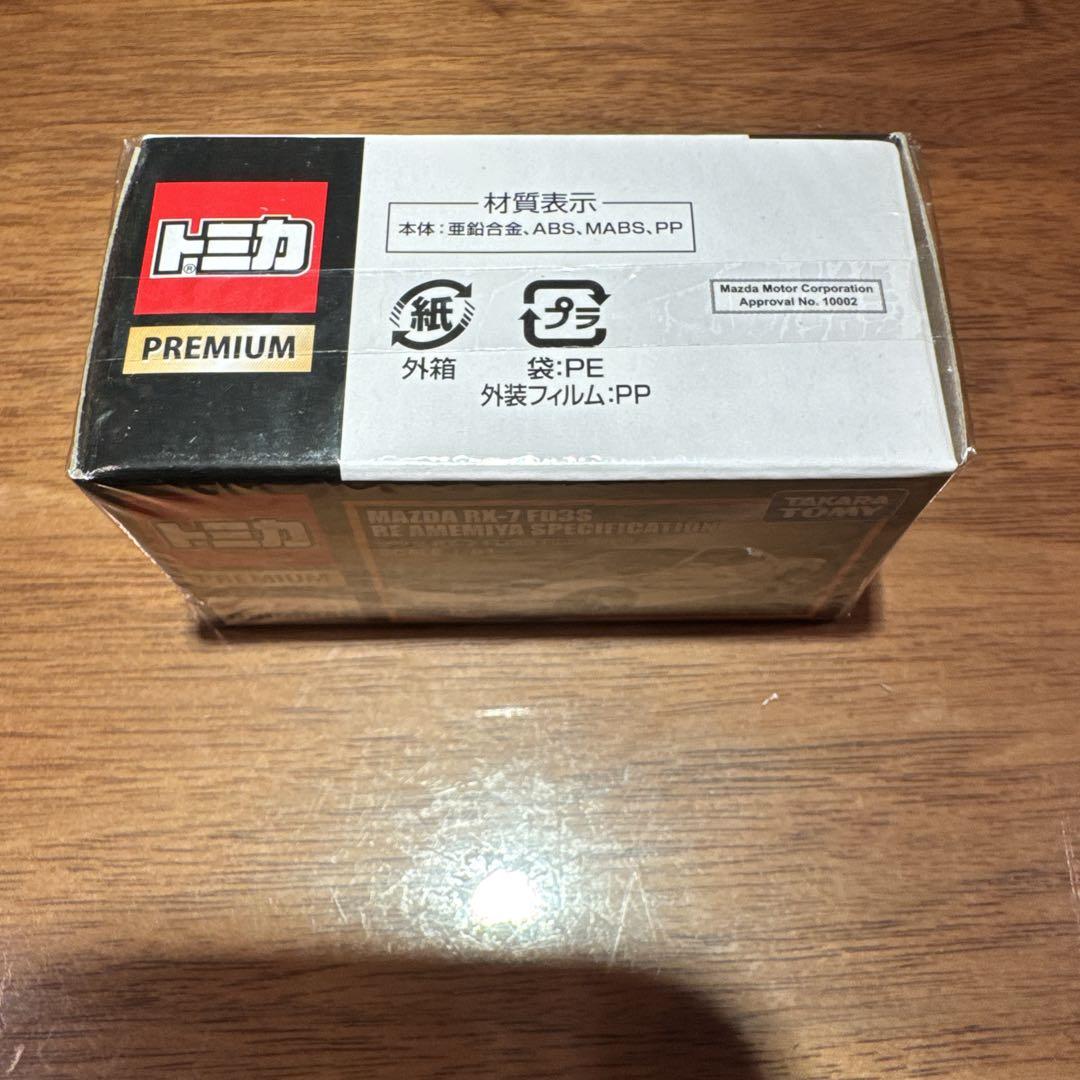 トミカ®
PREMIUM
材質表示
本体:亜鉛合金、ABS、MABS、PP
紙
外箱
プラ
袋:PE
外装フィルム:PP
Mazda Motor Corporation
Approval No. 10002
トミカ
PREMIUM
MAZDA RX-7 FD3S
RE AMEMIYA SPECIFICATION
TAKARA
TOMY